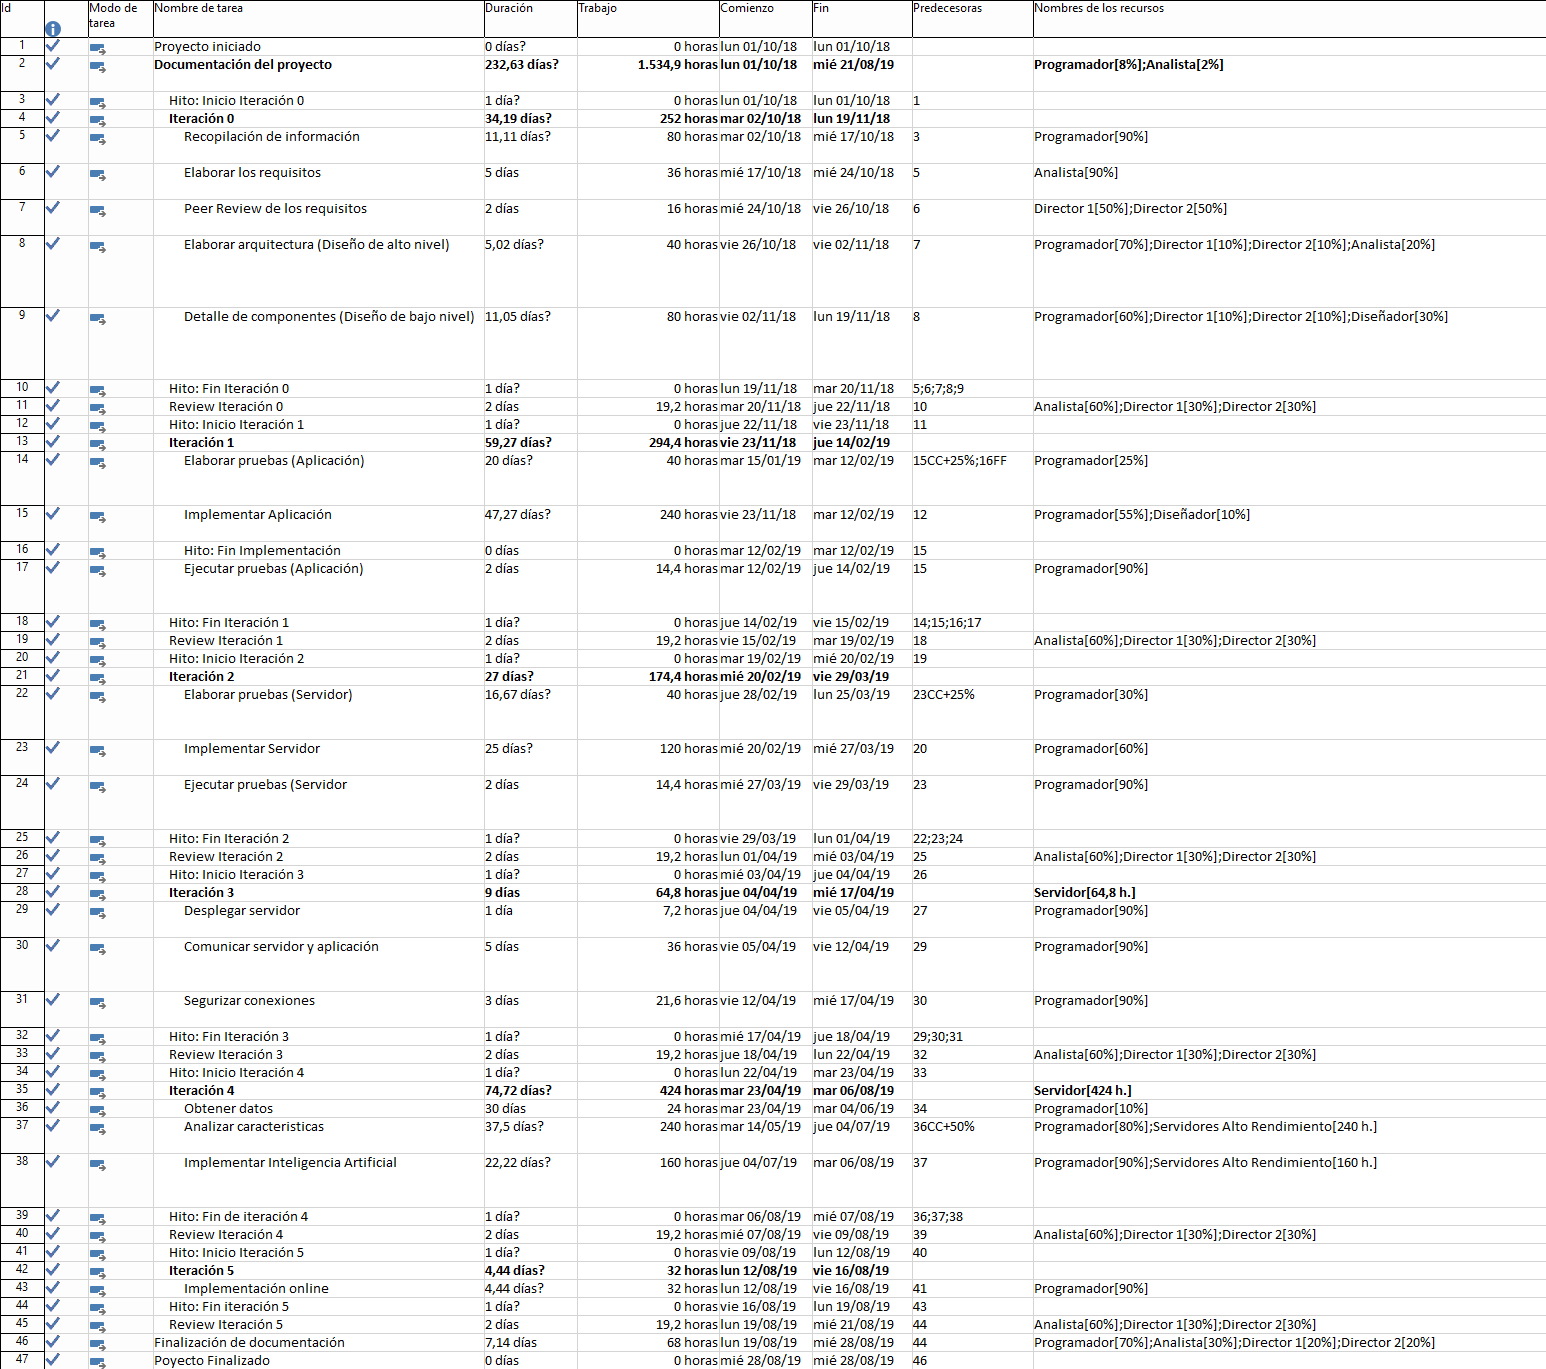 Id Modo de tarea Nombre de tarea Duración Trabajo Comienzo Fin Predecesoras Nombres de los recursos
1 Proyecto iniciado 0 días? 0 horas lun 01/10/18 lun 01/10/18
2 Documentación del proyecto 232,63 días? 1.534,9 horas lun 01/10/18 mié 21/08/19 Programador[8%];Analista[2%]
3 Hito: Inicio Iteración 0 1 día? 0 horas lun 01/10/18 lun 01/10/18 1
4 Iteración 0 34,19 días? 252 horas mar 02/10/18 lun 19/11/18
5 Recopilación de información 11,11 días? 80 horas mar 02/10/18 mié 17/10/18 3 Programador[90%]
6 Elaborar los requisitos 5 días 36 horas mié 17/10/18 mié 24/10/18 5 Analista[90%]
7 Peer Review de los requisitos 2 días 16 horas mié 24/10/18 vie 26/10/18 6 Director 1[50%];Director 2[50%]
8 Elaborar arquitectura (Diseño de alto nivel) 5,02 días? 40 horas vie 26/10/18 vie 02/11/18 7 Programador[70%];Director 1[10%];Director 2[10%];Analista[20%]
9 Detalle de componentes (Diseño de bajo nivel) 11,05 días? 80 horas vie 02/11/18 lun 19/11/18 8 Programador[60%];Director 1[10%];Director 2[10%];Diseñador[30%]
10 Hito: Fin Iteración 0 1 día? 0 horas lun 19/11/18 mar 20/11/18 5;6;7;8;9
11 Review Iteración 0 2 días 19,2 horas mar 20/11/18 jue 22/11/18 10 Analista[60%];Director 1[30%];Director 2[30%]
12 Hito: Inicio Iteración 1 1 día? 0 horas jue 22/11/18 vie 23/11/18 11
13 Iteración 1 59,27 días? 294,4 horas vie 23/11/18 jue 14/02/19
14 Elaborar pruebas (Aplicación) 20 días? 40 horas mar 15/01/19 mar 12/02/19 15CC+25%;16FF Programador[25%]
15 Implementar Aplicación 47,27 días? 240 horas vie 23/11/18 mar 12/02/19 12 Programador[55%];Diseñador[10%]
16 Hito: Fin Implementación 0 días 0 horas mar 12/02/19 mar 12/02/19 15
17 Ejecutar pruebas (Aplicación) 2 días 14,4 horas mar 12/02/19 jue 14/02/19 15 Programador[90%]
18 Hito: Fin Iteración 1 1 día? 0 horas jue 14/02/19 vie 15/02/19 14;15;16;17
19 Review Iteración 1 2 días 19,2 horas vie 15/02/19 mar 19/02/19 18 Analista[60%];Director 1[30%];Director 2[30%]
20 Hito: Inicio Iteración 2 1 día? 0 horas mar 19/02/19 mié 20/02/19 19
21 Iteración 2 27 días? 174,4 horas mié 20/02/19 vie 29/03/19
22 Elaborar pruebas (Servidor) 16,67 días? 40 horas jue 28/02/19 lun 25/03/19 23CC+25% Programador[30%]
23 Implementar Servidor 25 días? 120 horas mié 20/02/19 mié 27/03/19 20 Programador[60%]
24 Ejecutar pruebas (Servidor 2 días 14,4 horas mié 27/03/19 vie 29/03/19 23 Programador[90%]
25 Hito: Fin Iteración 2 1 día? 0 horas vie 29/03/19 lun 01/04/19 22;23;24
26 Review Iteración 2 2 días 19,2 horas lun 01/04/19 mié 03/04/19 25 Analista[60%];Director 1[30%];Director 2[30%]
27 Hito: Inicio Iteración 3 1 día? 0 horas mié 03/04/19 jue 04/04/19 26
28 Iteración 3 9 días 64,8 horas jue 04/04/19 mié 17/04/19 Servidor[64,8 h.]
29 Desplegar servidor 1 día 7,2 horas jue 04/04/19 vie 05/04/19 27 Programador[90%]
30 Comunicar servidor y aplicación 5 días 36 horas vie 05/04/19 vie 12/04/19 29 Programador[90%]
31 Segurizar conexiones 3 días 21,6 horas vie 12/04/19 mié 17/04/19 30 Programador[90%]
32 Hito: Fin Iteración 3 1 día? 0 horas mié 17/04/19 jue 18/04/19 29;30;31
33 Review Iteración 3 2 días 19,2 horas jue 18/04/19 lun 22/04/19 32 Analista[60%];Director 1[30%];Director 2[30%]
34 Hito: Inicio Iteración 4 1 día? 0 horas lun 22/04/19 mar 23/04/19 33
35 Iteración 4 74,72 días? 424 horas mar 23/04/19 mar 06/08/19 Servidor[424 h.]
36 Obtener datos 30 días 24 horas mar 23/04/19 mar 04/06/19 34 Programador[10%]
37 Analizar caracteristicas 37,5 días? 240 horas mar 14/05/19 jue 04/07/19 36CC+50% Programador[80%];Servidores Alto Rendimiento[240 h.]
38 Implementar Inteligencia Artificial 22,22 días? 160 horas jue 04/07/19 mar 06/08/19 37 Programador[90%];Servidores Alto Rendimiento[160 h.]
39 Hito: Fin de iteración 4 1 día? 0 horas mar 06/08/19 mié 07/08/19 36;37;38
40 Review Iteración 4 2 días 19,2 horas mié 07/08/19 vie 09/08/19 39 Analista[60%];Director 1[30%];Director 2[30%]
41 Hito: Inicio Iteración 5 1 día? 0 horas vie 09/08/19 lun 12/08/19 40
42 Iteración 5 4,44 días? 32 horas lun 12/08/19 vie 16/08/19
43 Implementación online 4,44 días? 32 horas lun 12/08/19 vie 16/08/19 41 Programador[90%]
44 Hito: Fin iteración 5 1 día? 0 horas vie 16/08/19 lun 19/08/19 43
45 Review Iteración 5 2 días 19,2 horas lun 19/08/19 mié 21/08/19 44 Analista[60%];Director 1[30%];Director 2[30%]
46 Finalización de documentación 7,14 días 68 horas lun 19/08/19 mié 28/08/19 44 Programador[70%];Analista[30%];Director 1[20%];Director 2[20%]
47 Poyecto Finalizado 0 días 0 horas mié 28/08/19 mié 28/08/19 46